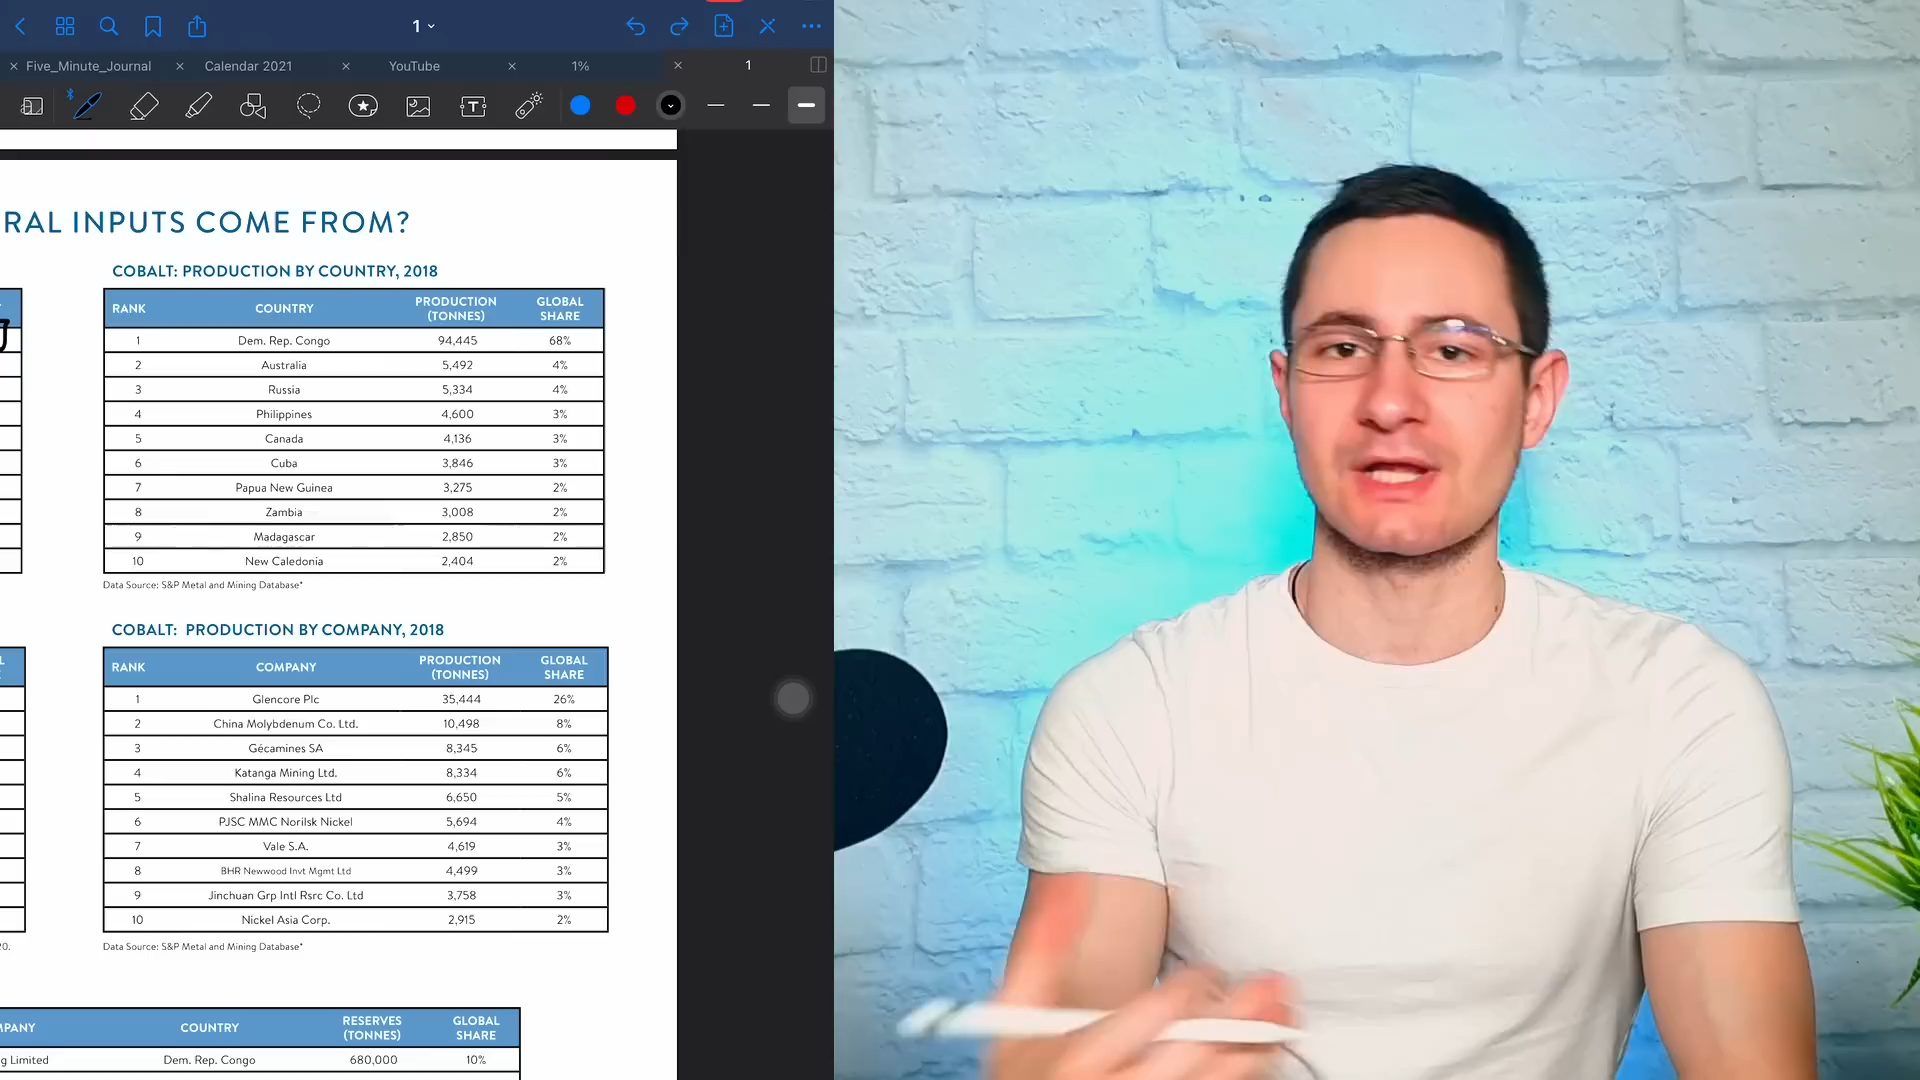 1
Five_Minute_Journal
Calendar 2021
YouTube
1%
1
RAL INPUTS COME FROM?
COBALT: PRODUCTION BY COUNTRY, 2018
RANK COUNTRY PRODUCTION (TONNES) GLOBAL SHARE
1 Dem. Rep. Congo 94,445 68%
2 Australia 5,492 4%
3 Russia 5,334 4%
4 Philippines 4,600 3%
5 Canada 4,136 3%
6 Cuba 3,846 3%
7 Papua New Guinea 3,275 2%
8 Zambia 3,008 2%
9 Madagascar 2,850 2%
10 New Caledonia 2,404 2%
Data Source: S&P Metal and Mining Database*
COBALT: PRODUCTION BY COMPANY, 2018
RANK COMPANY PRODUCTION (TONNES) GLOBAL SHARE
1 Glencore Plc 35,444 26%
2 China Molybdenum Co. Ltd. 10,498 8%
3 Gécamines SA 8,345 6%
4 Katanga Mining Ltd. 8,334 6%
5 Shalina Resources Ltd 6,650 5%
6 PJSC MMC Norilsk Nickel 5,694 4%
7 Vale S.A. 4,619 3%
8 BHR Newwood Invt Mgmt Ltd 4,499 3%
9 Jinchuan Grp Intl Rsrc Co. Ltd 3,758 3%
10 Nickel Asia Corp. 2,915 2%
20.
Data Source: S&P Metal and Mining Database*
MPANY COUNTRY RESERVES (TONNES) GLOBAL SHARE
g Limited Dem. Rep. Congo 680,000 10%